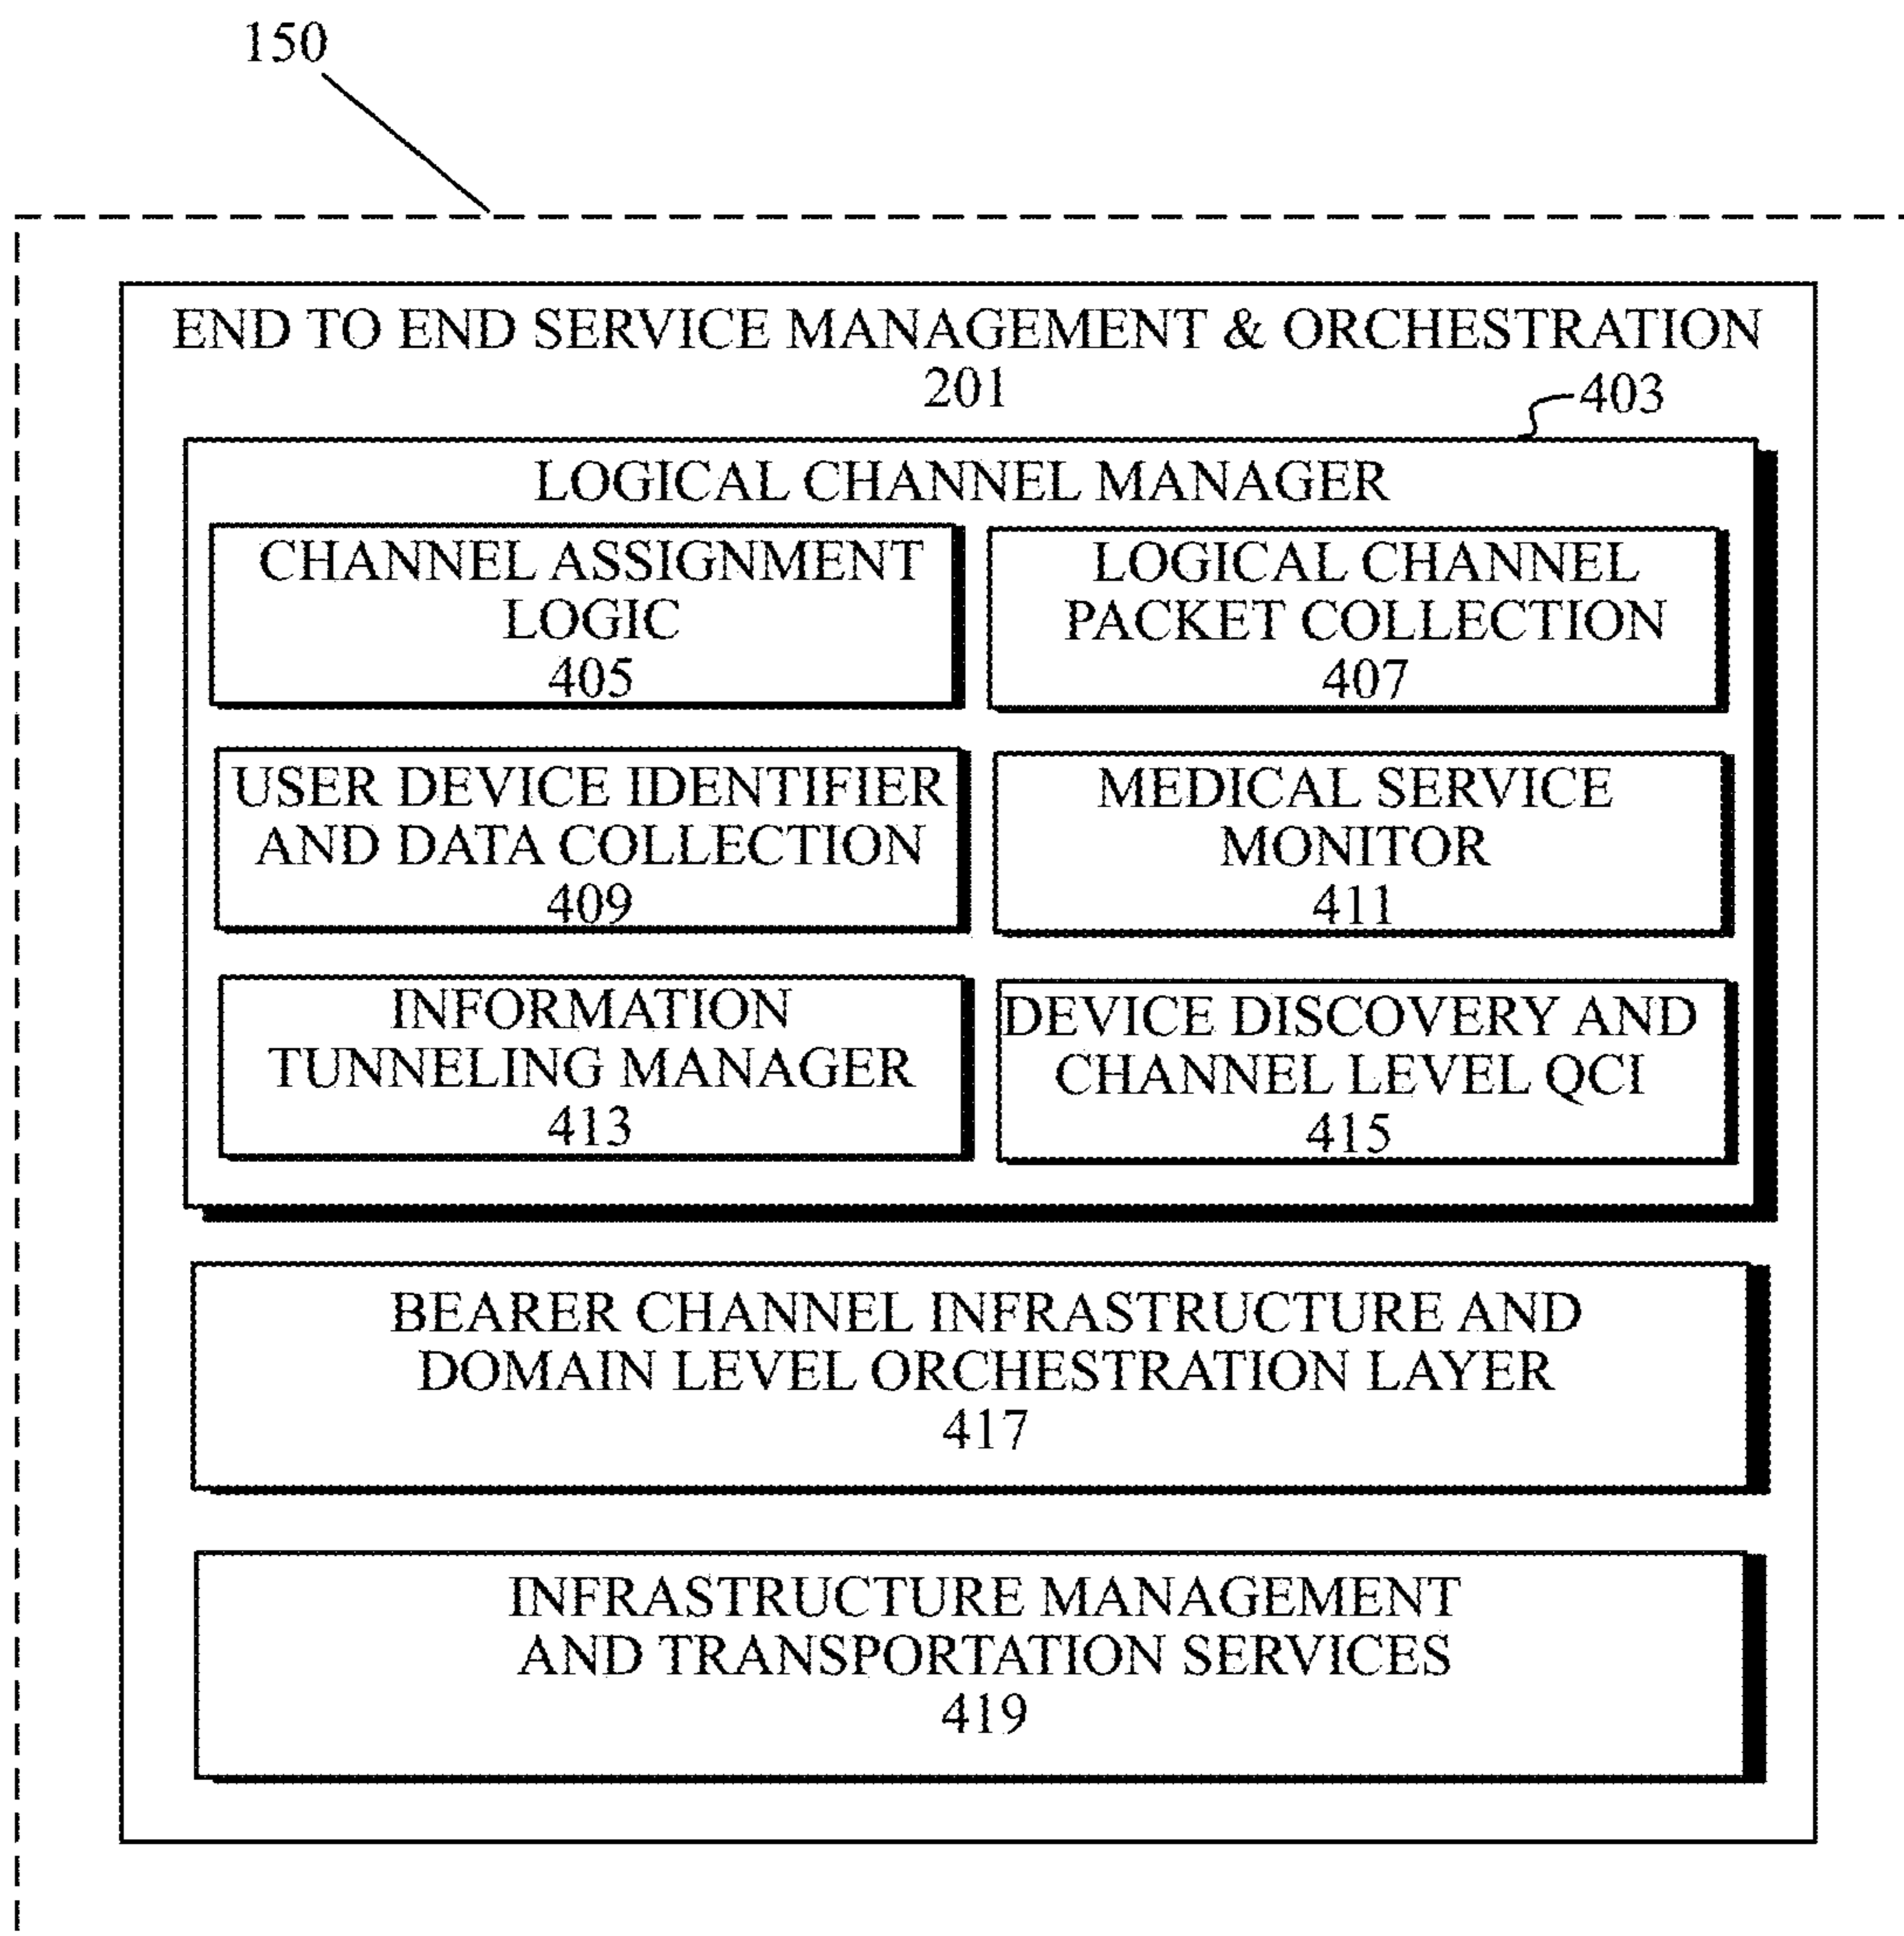 150
END TO END SERVICE MANAGEMENT & ORCHESTRATION
201
403
LOGICAL CHANNEL MANAGER
CHANNEL ASSIGNMENT
LOGIC
405
LOGICAL CHANNEL
PACKET COLLECTION
407
USER DEVICE IDENTIFIER
AND DATA COLLECTION
409
MEDICAL SERVICE
MONITOR
411
INFORMATION
TUNNELING MANAGER
413
DEVICE DISCOVERY AND
CHANNEL LEVEL QCI
415
BEARER CHANNEL INFRASTRUCTURE AND
DOMAIN LEVEL ORCHESTRATION LAYER
417
INFRASTRUCTURE MANAGEMENT
AND TRANSPORTATION SERVICES
419